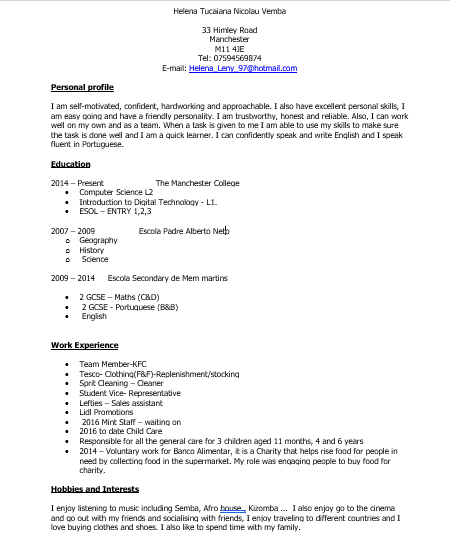 Helena Tucaiana Nicolau Vemba
33 Himley Road
Manchester
M11 4JE
Tel: 07594569874
E-mail: Helena_Leny_97@hotmail.com
Personal profile
I am self-motivated, confident, hardworking and approachable. I also have excellent personal skills, I
am easy going and have a friendly personality. I am trustworthy, honest and reliable. Also, I can work
well on my own and as a team. When a task is given to me I am able to use my skills to make sure
the task is done well and I am a quick learner. I can confidently speak and write English and I speak
fluent in Portuguese.
Education
2014 – Present The Manchester College
• Computer Science L2
• Introduction to Digital Technology - L1.
• ESOL – ENTRY 1,2,3
2007 – 2009 Escola Padre Alberto Neto
o Geography
o History
o Science
2009 – 2014 Escola Secondary de Mem martins
• 2 GCSE – Maths (C&D)
• 2 GCSE - Portuguese (B&B)
• English
Work Experience
• Team Member-KFC
• Tesco- Clothing(F&F)-Replenishment/stocking
• Sprit Cleaning – Cleaner
• Student Vice- Representative
• Lefties – Sales assistant
• Lidl Promotions
• 2016 Mint Staff – waiting on
• 2016 to date Child Care
• Responsible for all the general care for 3 children aged 11 months, 4 and 6 years
• 2014 – Voluntary work for Banco Alimentar, it is a Charity that helps rise food for people in
need by collecting food in the supermarket. My role was engaging people to buy food for
charity.
Hobbies and Interests
I enjoy listening to music including Semba, Afro house., Kizomba ... I also enjoy go to the cinema
and go out with my friends and socialising with friends, I enjoy traveling to different countries and I
love buying clothes and shoes. I also like to spend time with my family.